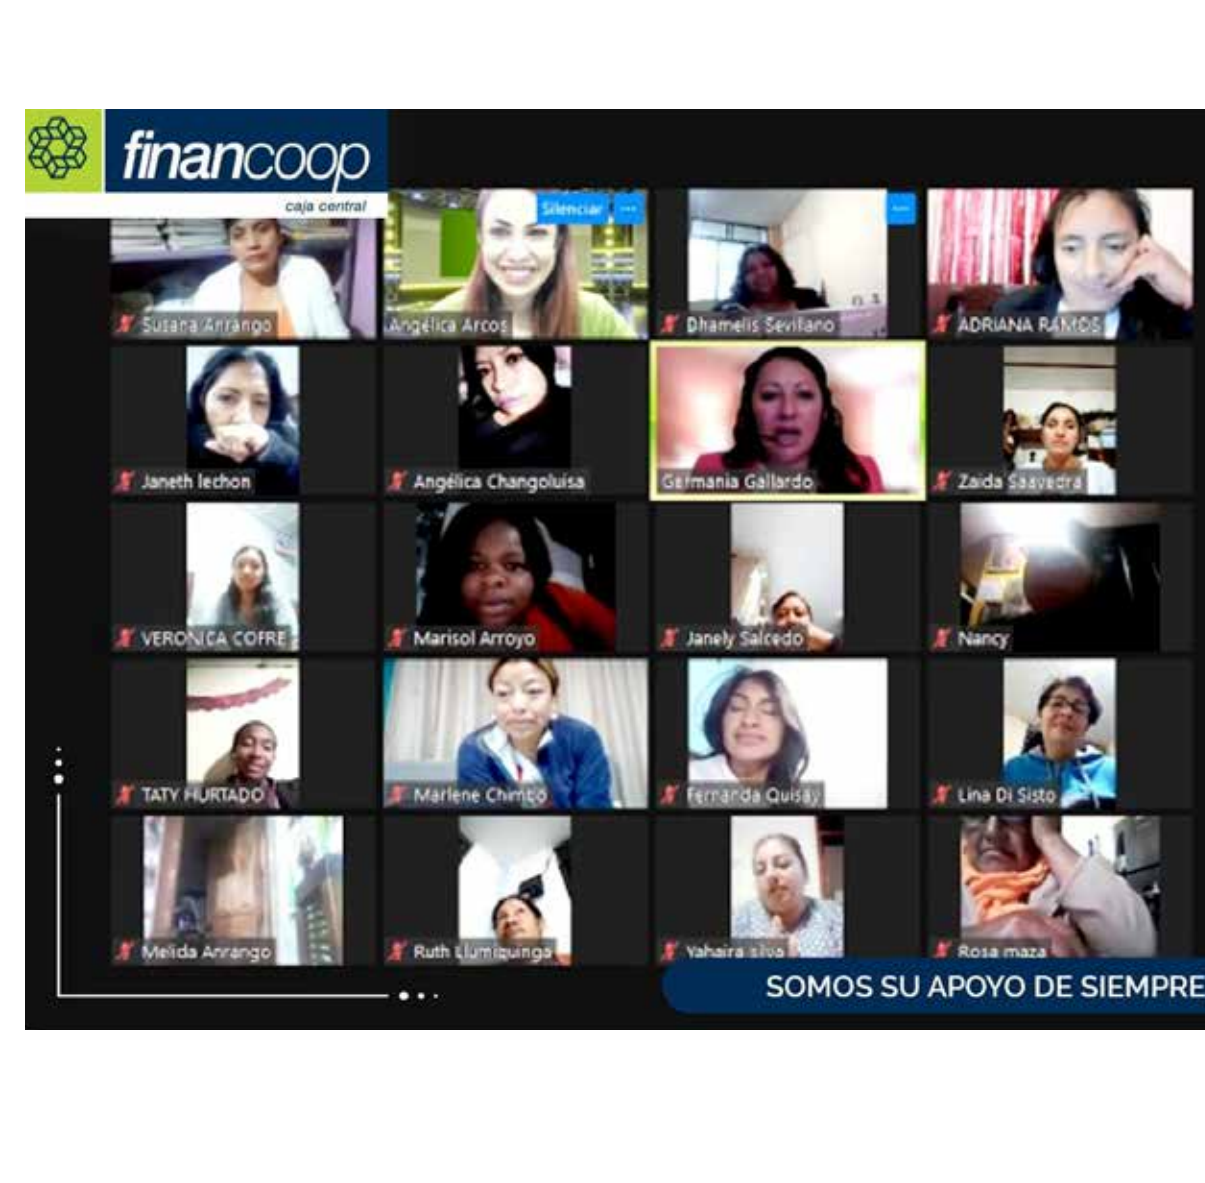 financoop
caja central
Silenciar
Susana Anrango
Angélica Arcos
Dhamelis Sevillano
ADRIANA RAMOS
Janeth lechon
Angélica Changoluisa
Germania Gallardo
Zaida Saavedra
VERONICA COFRE
Marisol Arroyo
Janely Salcedo
Nancy
TATY HURTADO
Marlene Chimbo
Fernanda Quisay
Lina Di Sisto
Melida Anrango
Ruth Llumiquinga
Yahaira silva
Rosa maza
SOMOS SU APOYO DE SIEMPRE